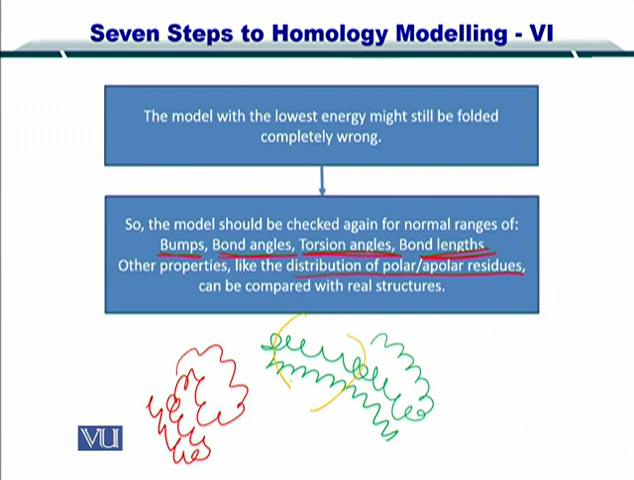 Seven Steps to Homology Modelling - VI
The model with the lowest energy might still be folded
completely wrong.
So, the model should be checked again for normal ranges of:
Bumps, Bond angles, Torsion angles, Bond lengths.
Other properties, like the distribution of polar/apolar residues,
can be compared with real structures.
VU